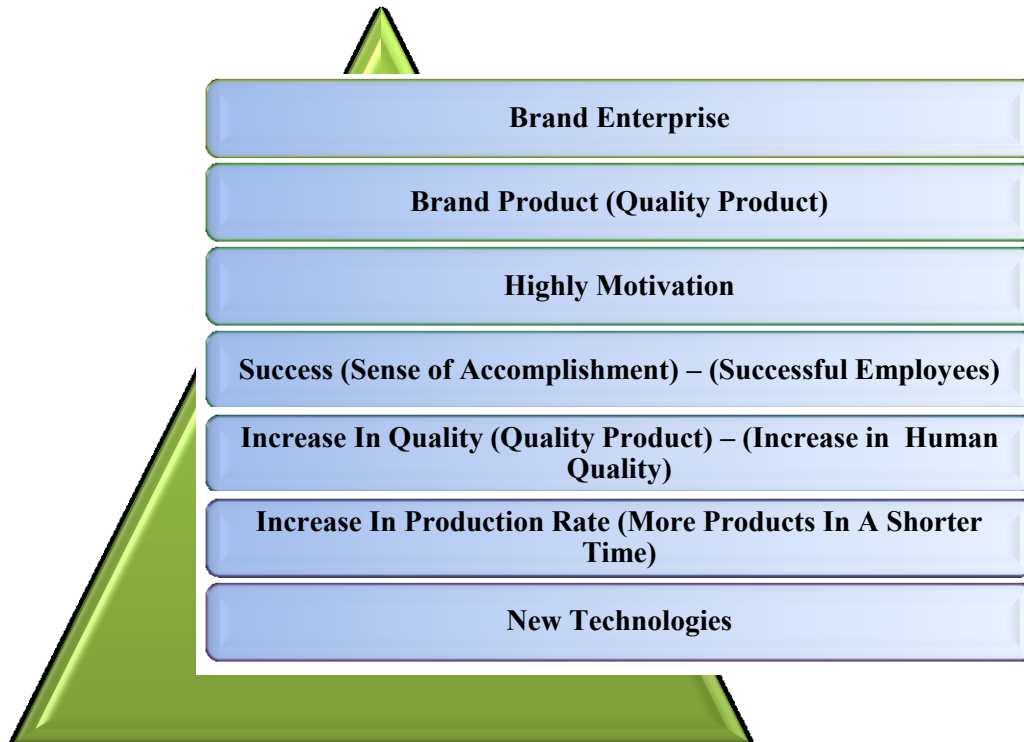 Brand Enterprise
Brand Product (Quality Product)
Highly Motivation
Success (Sense of Accomplishment) – (Successful Employees)
Increase In Quality (Quality Product) – (Increase in  Human
Quality)
Increase In Production Rate (More Products In A Shorter
Time)
New Technologies